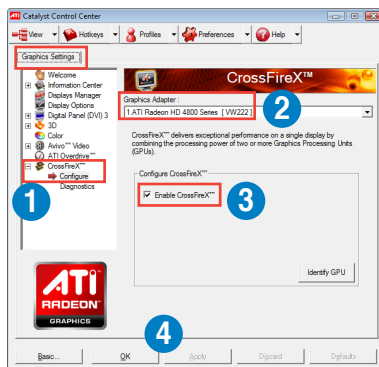 Catalyst Control Center
View Hotkeys Profiles Preferences Help
Graphics Settings
Welcome
Information Center
Displays Manager
Display Options
Digital Panel (DVI) 3
3D
Color
Avivo™ Video
ATI Overdrive™
CrossFireX™
Configure
Diagnostics
CrossFireX™
Graphics Adapter :
1.ATI Radeon HD 4800 Series [ VW222 ]
CrossFireX™ delivers exceptional performance on a single display by
combining the processing power of two or more Graphics Processing Units
(GPUs).
Configure CrossFireX™
Enable CrossFireX™
Identify GPU
1
2
3
4
ATI
RADEON
GRAPHICS
Basic... OK Apply Discard Defaults